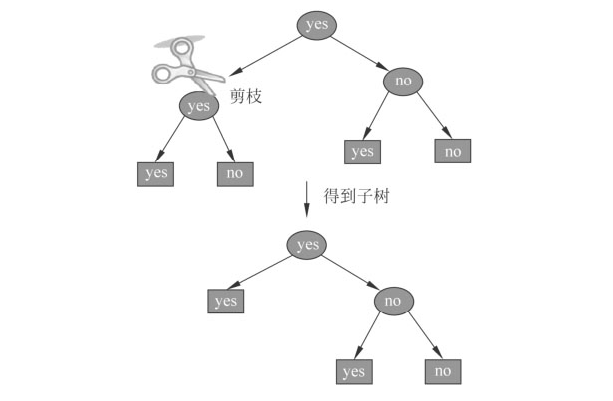 yes
no
剪枝
yes
yes
no
yes
no
得到子树
yes
yes
no
yes
no